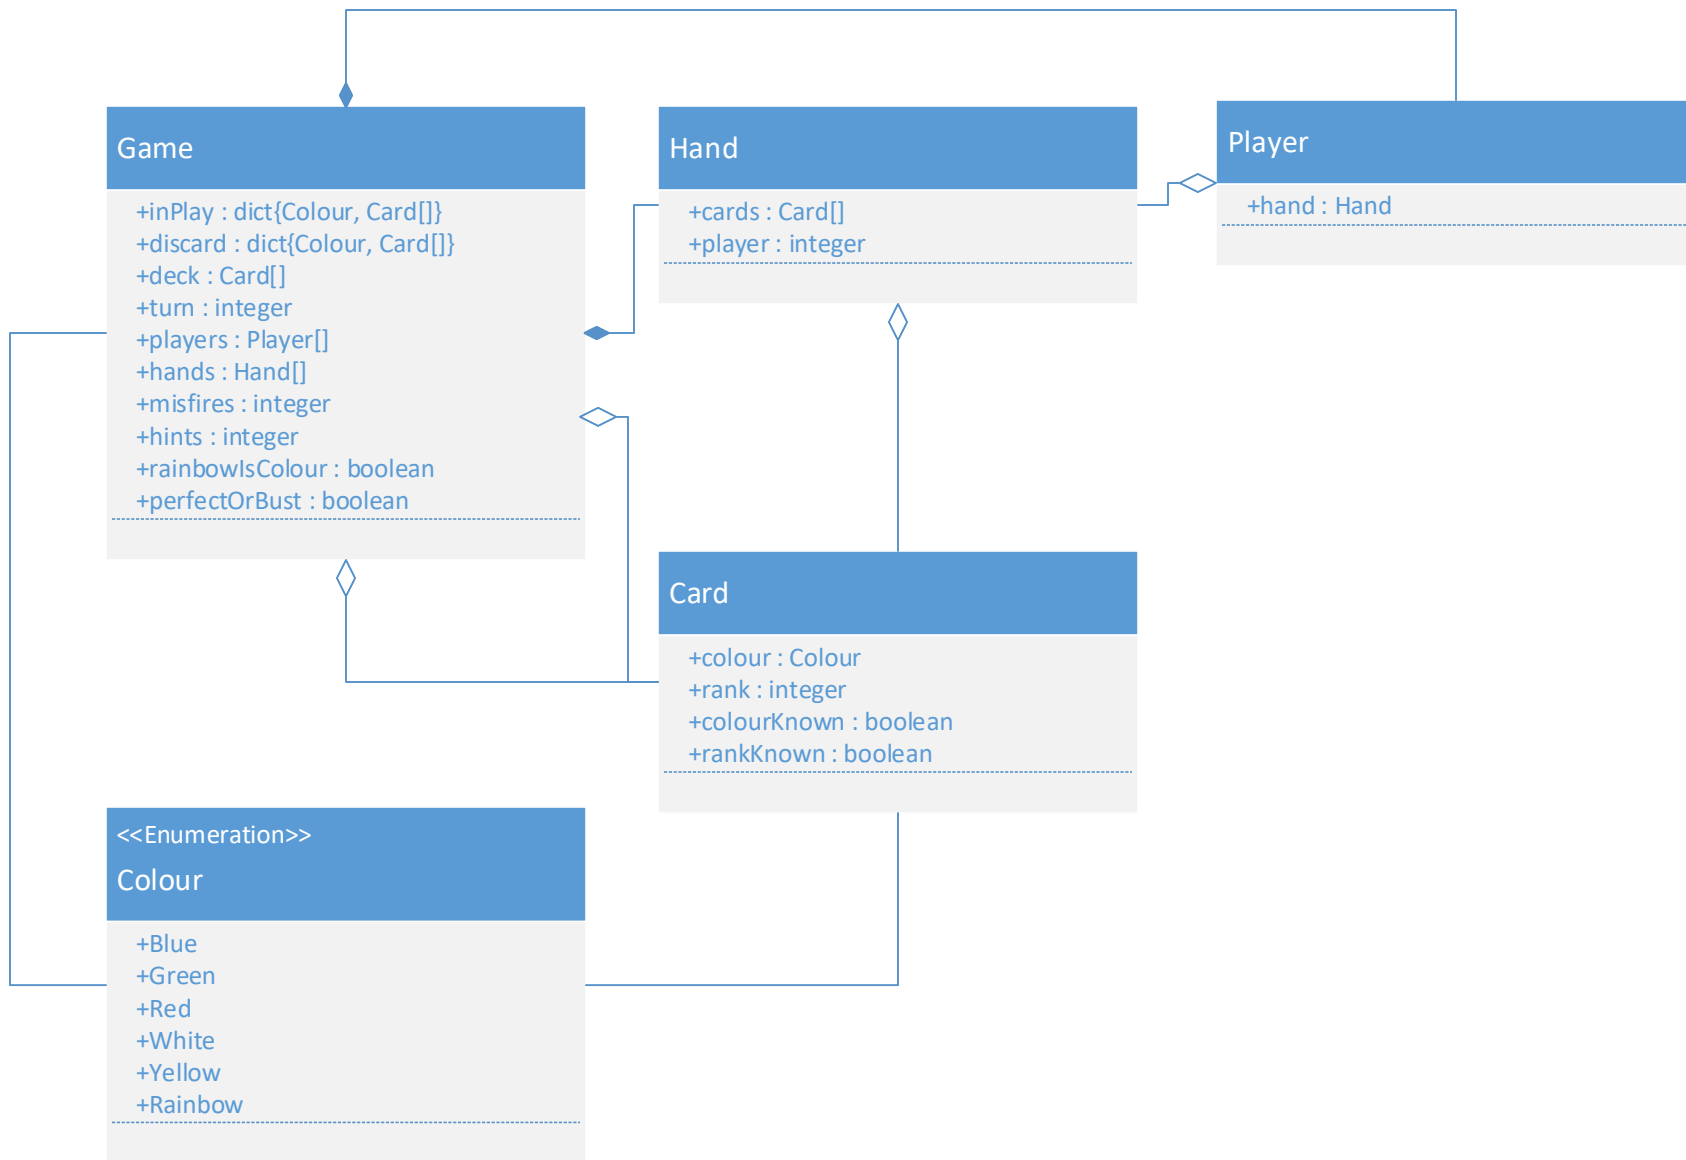 Game
+inPlay : dict{Colour, Card[]}
+discard : dict{Colour, Card[]}
+deck : Card[]
+turn : integer
+players : Player[]
+hands : Hand[]
+misfires : integer
+hints : integer
+rainbowIsColour : boolean
+perfectOrBust : boolean
Hand
+cards : Card[]
+player : integer
Player
+hand : Hand
Card
+colour : Colour
+rank : integer
+colourKnown : boolean
+rankKnown : boolean
<<Enumeration>>
Colour
+Blue
+Green
+Red
+White
+Yellow
+Rainbow